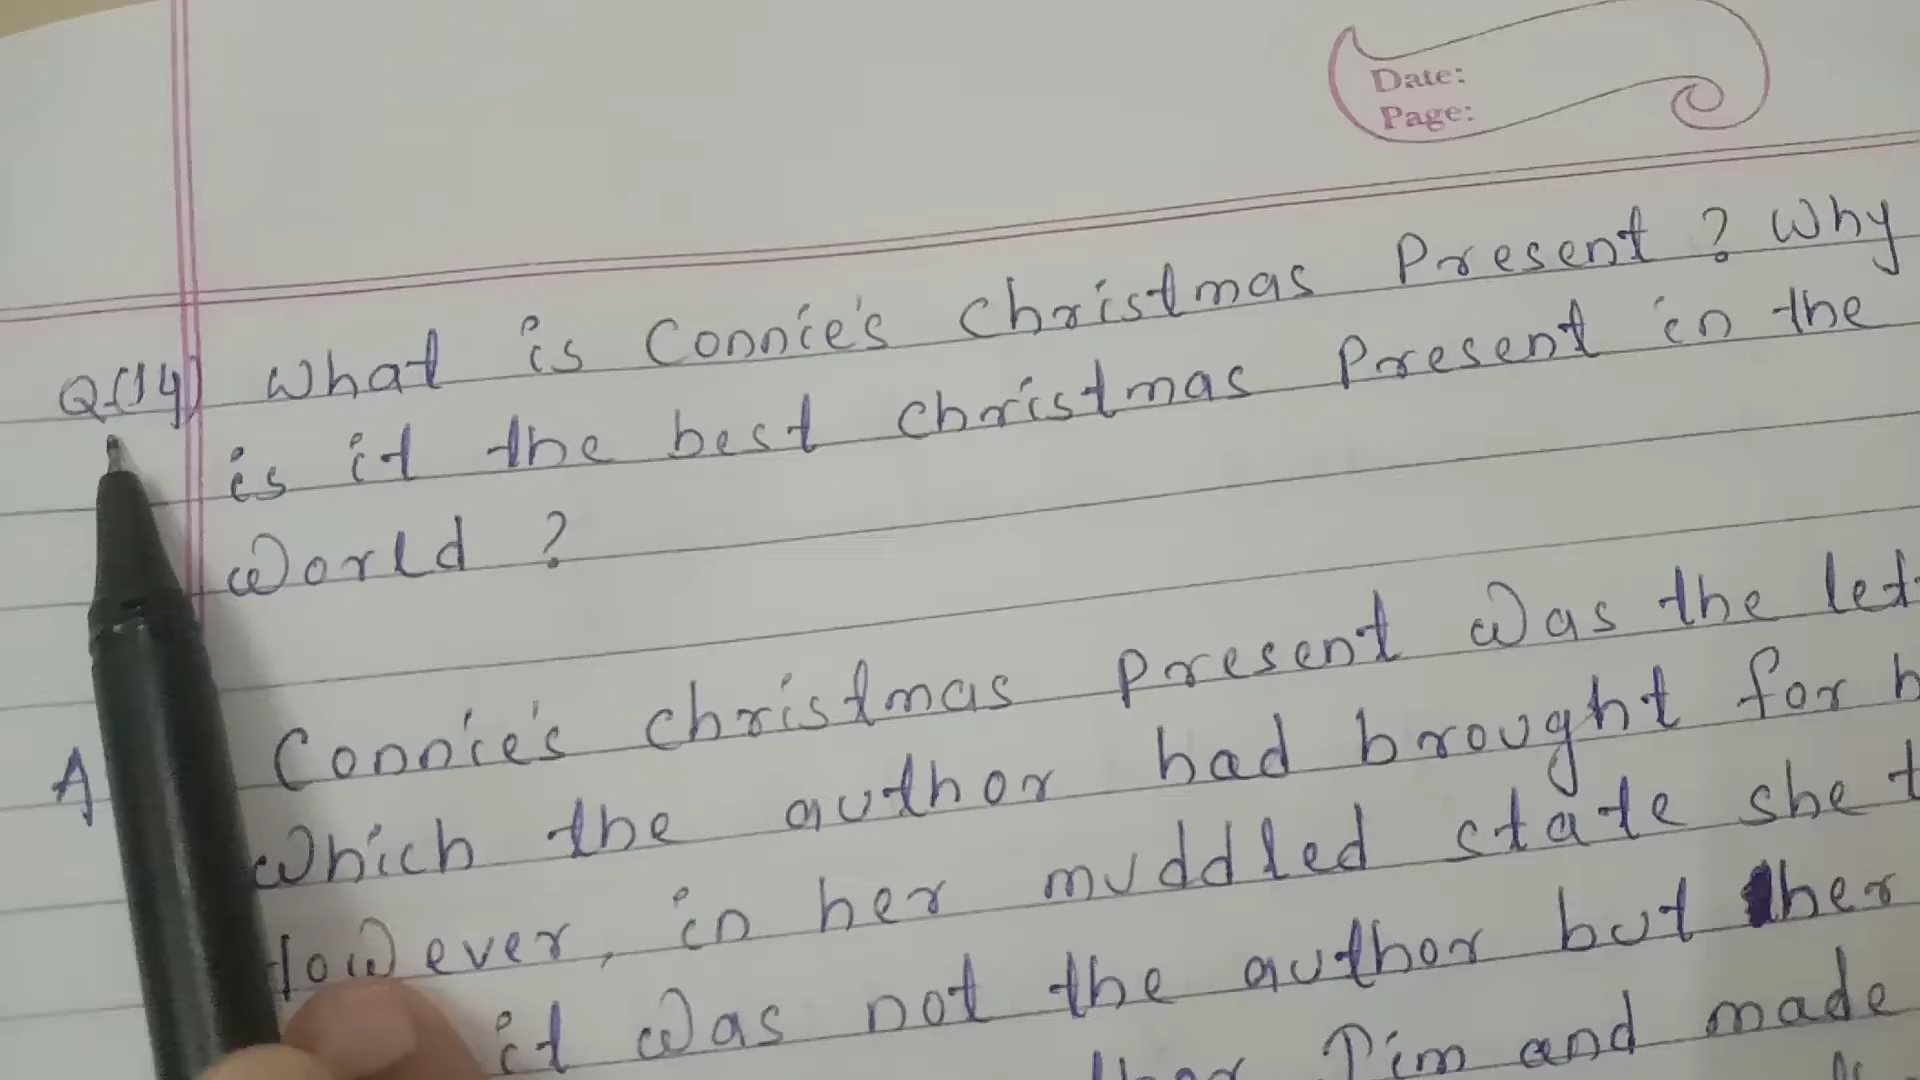 Date:
Page:
Q.(14) What is Connie's Christmas Present ? Why
is it the best Christmas Present in the
World ?
A Connie's Christmas Present was the let
which the author had brought for h
However, in her muddled state she t
it was not the author but her
Jim and made